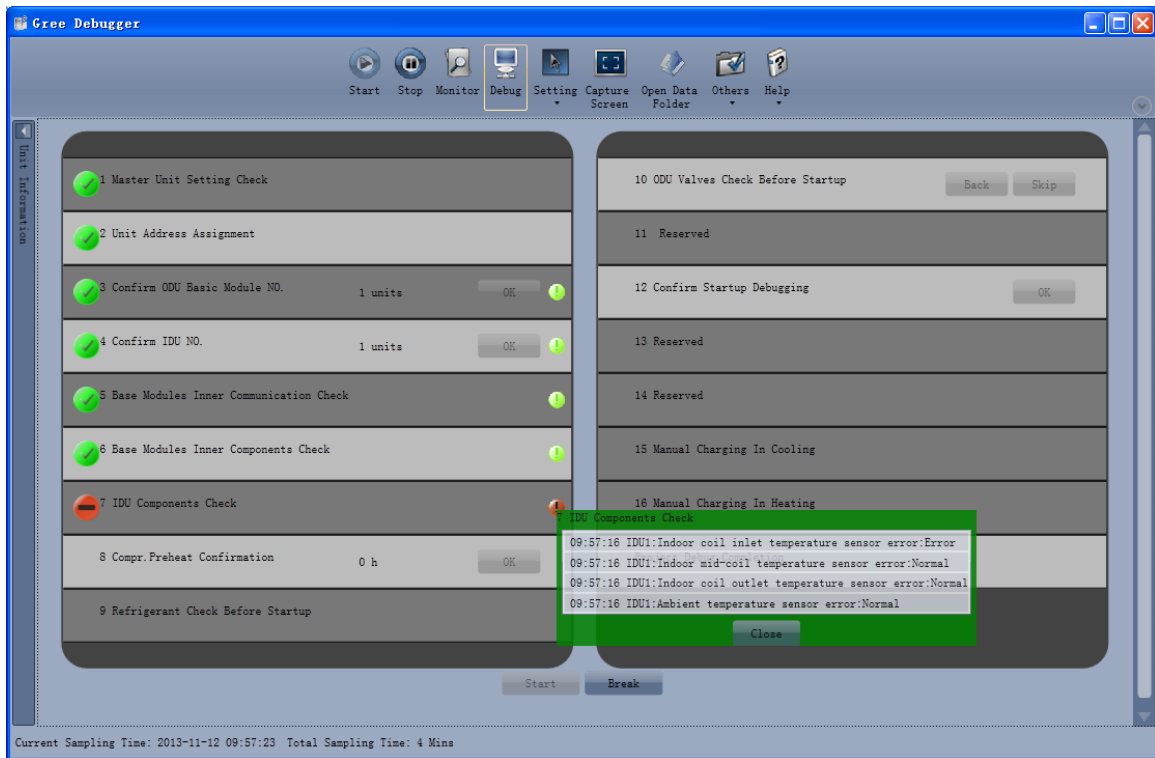 Gree Debugger
Start Stop Monitor Debug Setting Capture Screen Open Data Folder Others Help
Unit Information
1 Master Unit Setting Check
2 Unit Address Assignment
3 Confirm ODU Basic Module NO. 1 units OK
4 Confirm IDU NO. 1 units OK
5 Base Modules Inner Communication Check
6 Base Modules Inner Components Check
7 IDU Components Check
8 Compr.Preheat Confirmation 0 h OK
9 Refrigerant Check Before Startup
10 ODU Valves Check Before Startup Back Skip
11 Reserved
12 Confirm Startup Debugging OK
13 Reserved
14 Reserved
15 Manual Charging In Cooling
16 Manual Charging In Heating
7 IDU Components Check
09:57:16 IDU1:Indoor coil inlet temperature sensor error:Error
09:57:16 IDU1:Indoor mid-coil temperature sensor error:Normal
09:57:16 IDU1:Indoor coil outlet temperature sensor error:Normal
09:57:16 IDU1:Ambient temperature sensor error:Normal
Close
Start Break
Current Sampling Time: 2013-11-12 09:57:23 Total Sampling Time: 4 Mins